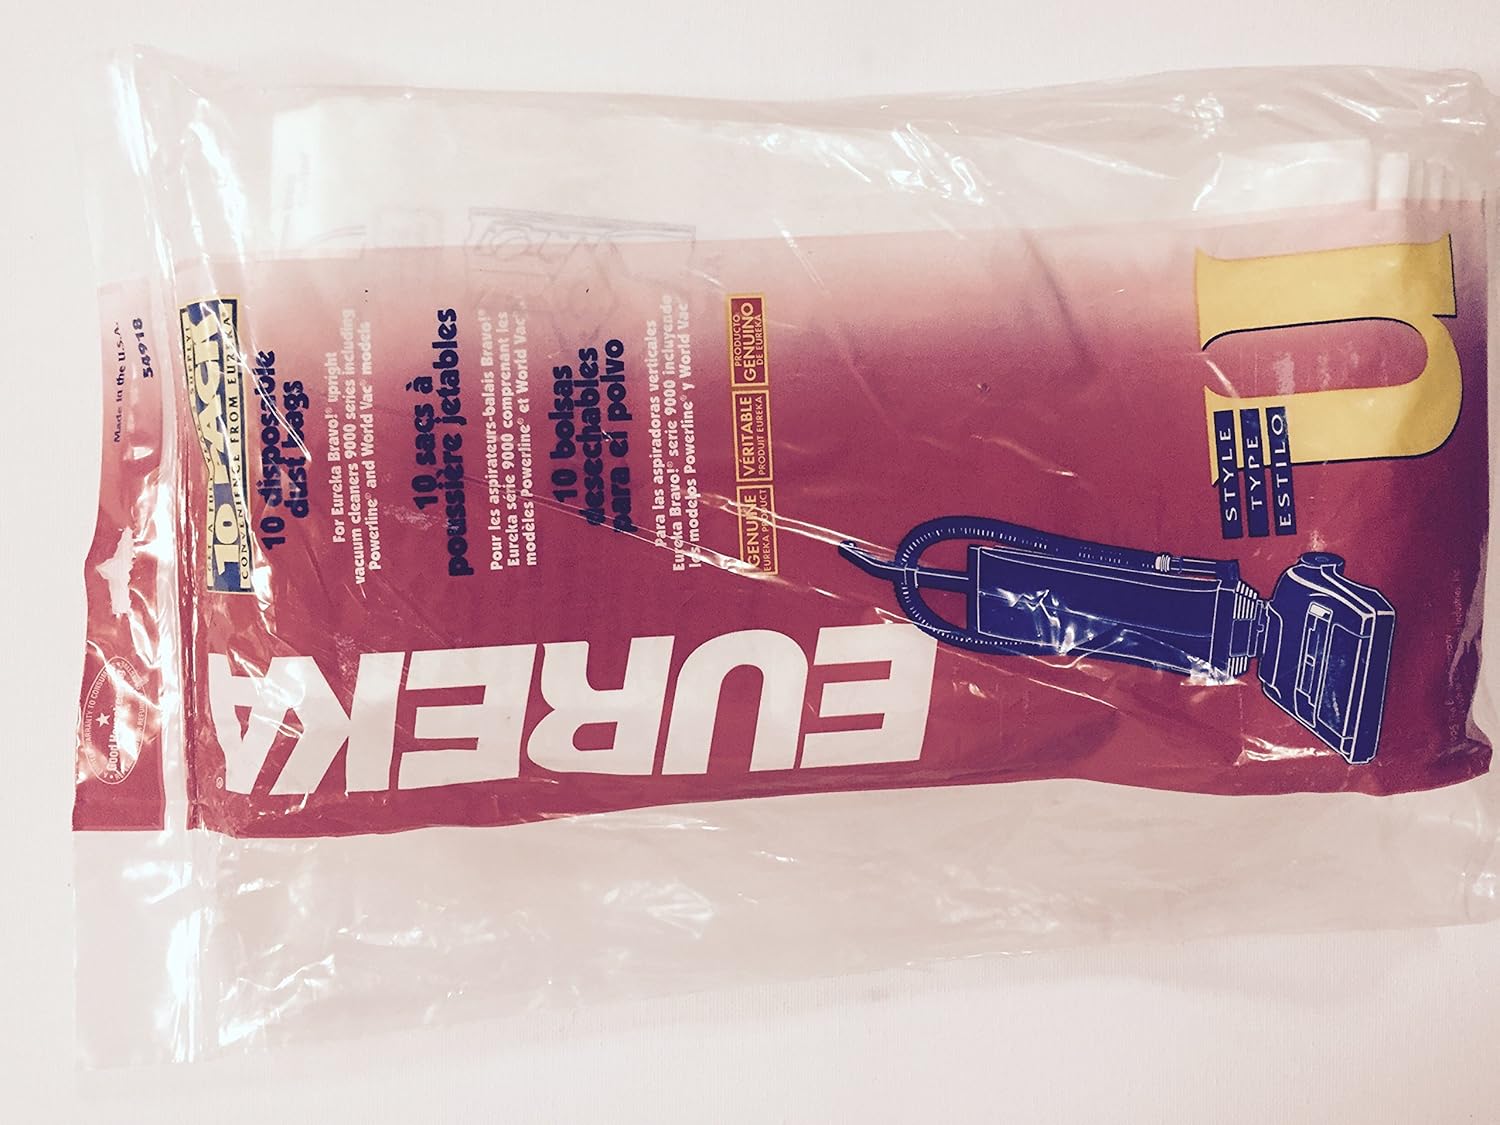 Made in the U.S.A.
54918
Good
GET A
SUPPLY!
10 PACK
CONVENIENCE FROM EUREKA®
10 disposable
dust bags
For Eureka Bravo!® upright
vacuum cleaners 9000 series including
Powerline® and World Vac® models
10 sacs à
poussière jetables
Pour les aspirateurs-balais Bravo!®
Eureka série 9000 comprenant les
modèles Powerline® et World Vac®
10 bolsas
desechables
para el polvo
Para las aspiradoras verticales
Eureka Bravo!® serie 9000 incluyendo
los modelos Powerline® y World Vac®
GENUINE
EUREKA PRODUCT
VÉRITABLE
PRODUIT EUREKA
PRODUCTO
GENUINO
DE EUREKA
EUREKA®
STYLE
TYPE
ESTILO
u